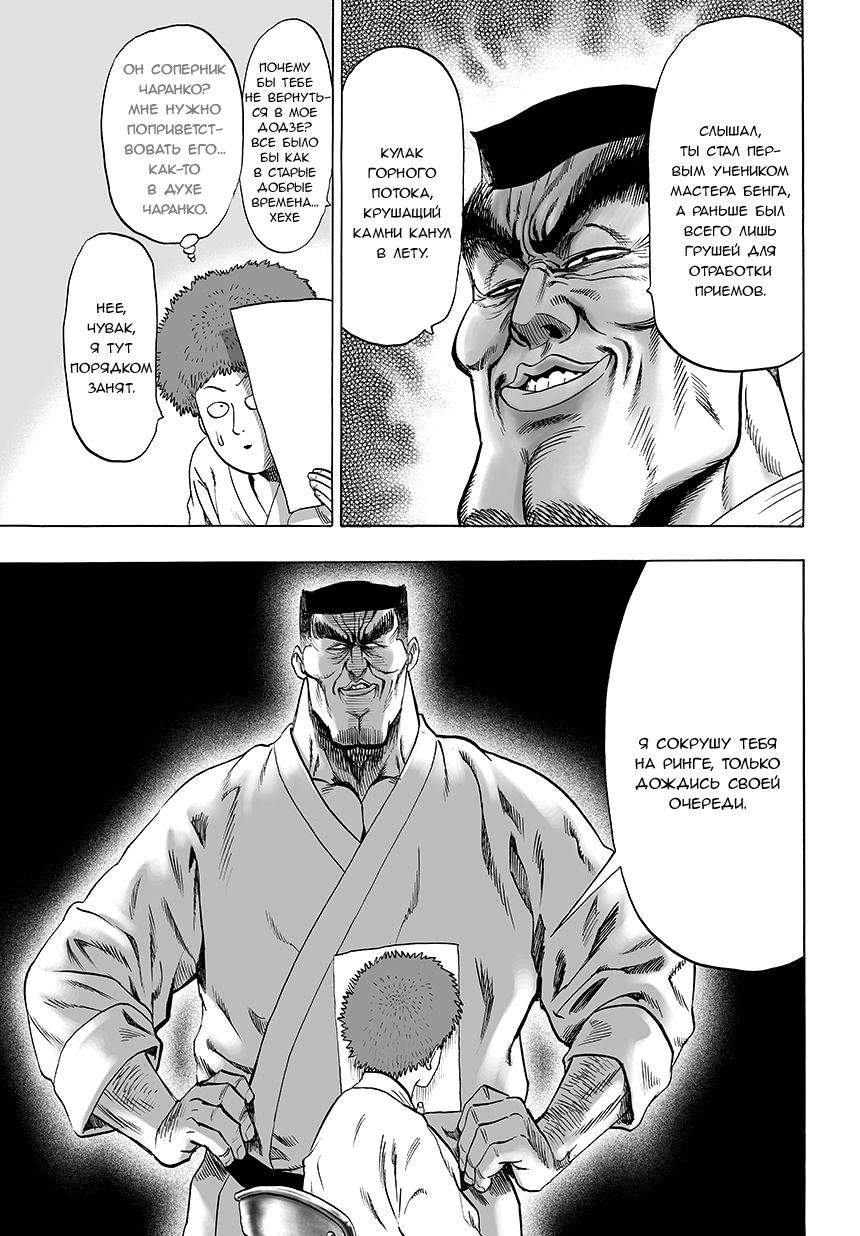 СЛЫШАЛ,
ТЫ СТАЛ ПЕР-
ВЫМ УЧЕНИКОМ
МАСТЕРА БЕНГА,
А РАНЬШЕ БЫЛ
ВСЕГО ЛИШЬ
ГРУШЕЙ ДЛЯ
ОТРАБОТКИ
ПРИЕМОВ.
КУЛАК
ГОРНОГО
ПОТОКА,
КРУШАЩИЙ
КАМНИ КАНУЛ
В ЛЕТУ.
ПОЧЕМУ
БЫ ТЕБЕ
НЕ ВЕРНУТЬ-
СЯ В МОЕ
ДОДЗЕ?
ВСЕ БЫЛО
БЫ КАК
В СТАРЫЕ
ДОБРЫЕ
ВРЕМЕНА...
ХЕХЕ
ОН СОПЕРНИК
ЧАРАНКО?
МНЕ НУЖНО
ПОПРИВЕТСТ-
ВОВАТЬ ЕГО...
КАК-ТО
В ДУХЕ
ЧАРАНКО.
НЕЕ,
ЧУВАК,
Я ТУТ
ПОРЯДКОМ
ЗАНЯТ.
Я СОКРУШУ ТЕБЯ
НА РИНГЕ, ТОЛЬКО
ДОЖДИСЬ СВОЕЙ
ОЧЕРЕДИ.